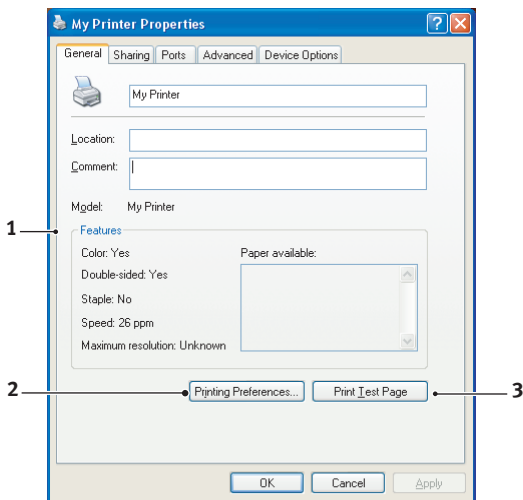 My Printer Properties
General Sharing Ports Advanced Device Options
My Printer
Location:
Comment:
Model: My Printer
1
Features
Color: Yes Paper available:
Double-sided: Yes
Staple: No
Speed: 26 ppm
Maximum resolution: Unknown
2 Printing Preferences... Print Test Page 3
OK Cancel Apply